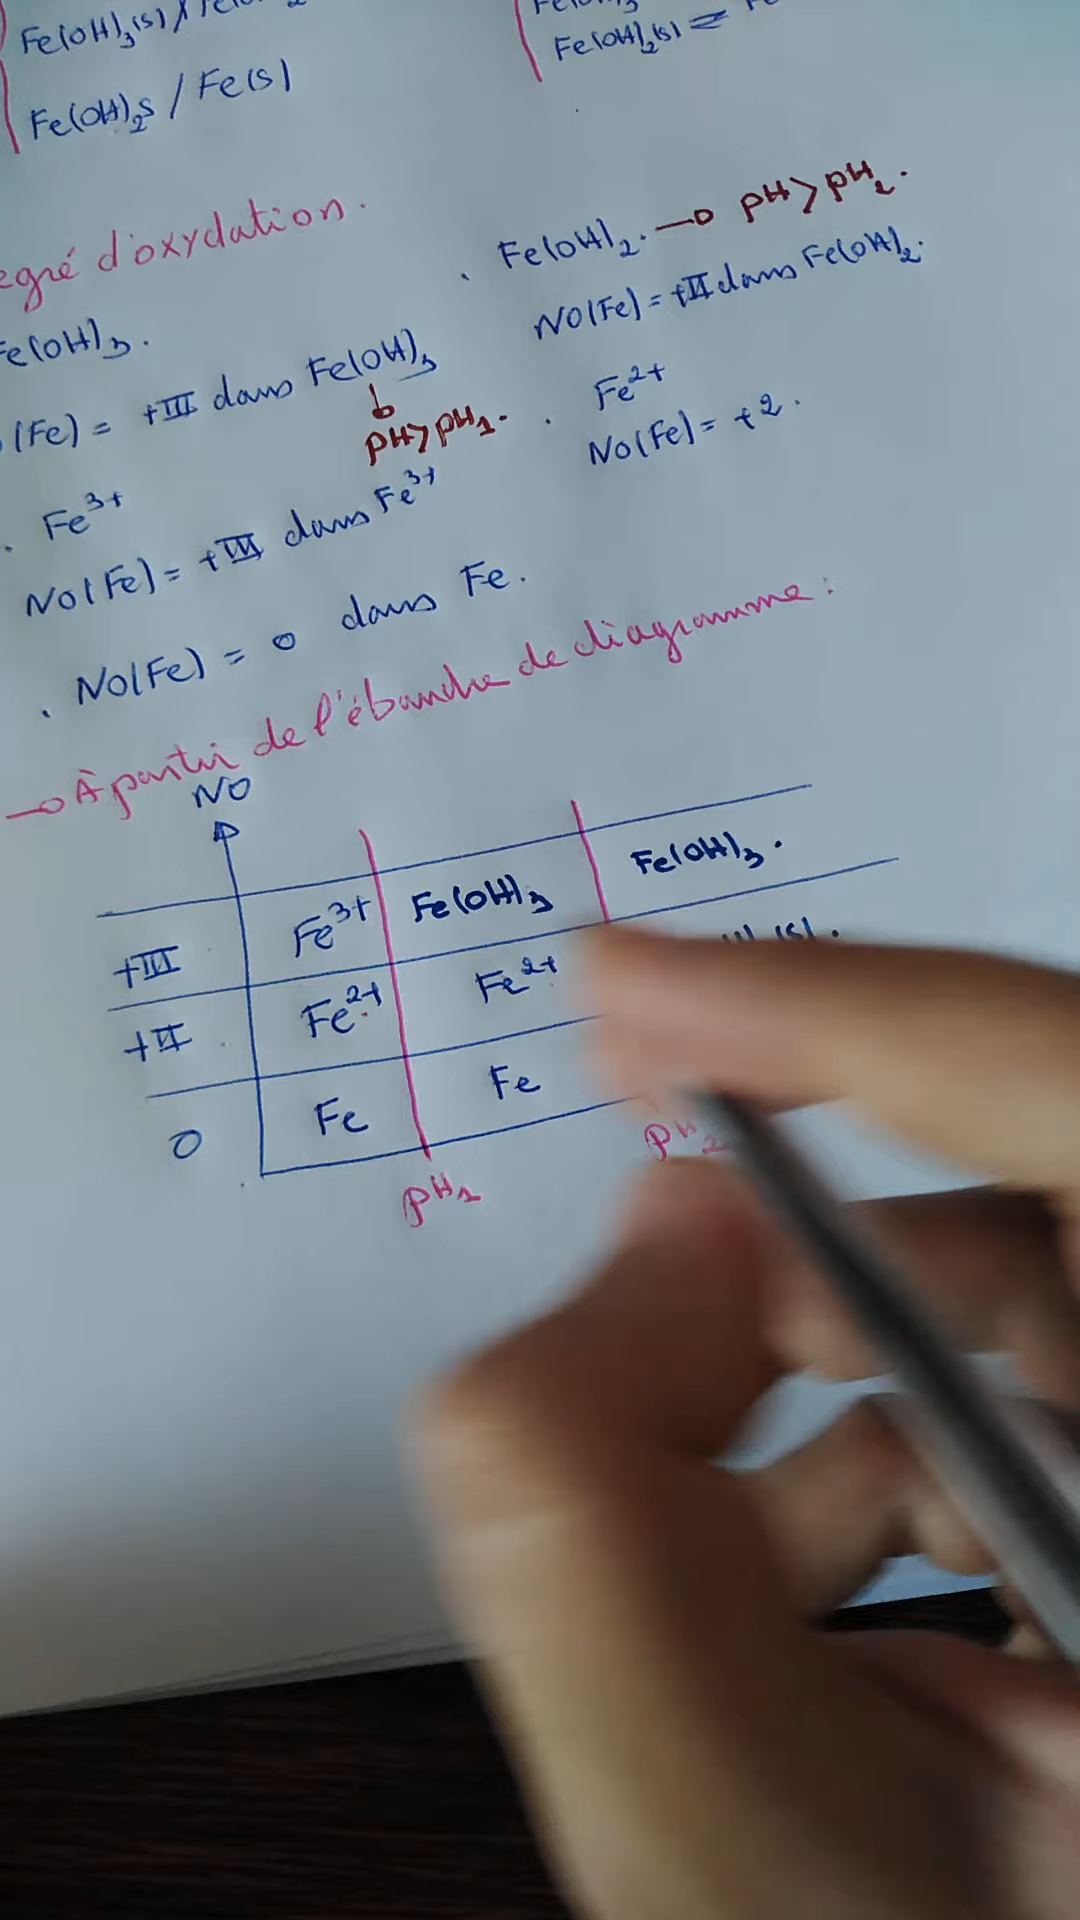 Fe(OH)3(s) /
Fe(OH)2(s) ⇌
Fe(OH)2s / Fe(s)
egré d'oxydation.
Fe(OH)3.
(Fe) = +III dans Fe(OH)3
pH>pH1.
. Fe3+
No(Fe) = +III dans Fe3+
. No(Fe) = 0 dans Fe.
. Fe(OH)2. → pH>pH2.
No(Fe) = +II dans Fe(OH)2.
. Fe2+
No(Fe) = +2.
→ À partir de l'ébauche de diagramme :
NO
+III Fe3+ Fe(OH)3 Fe(OH)3.
+II Fe2+ Fe2+ (s).
0 Fe Fe
pH1 pH2